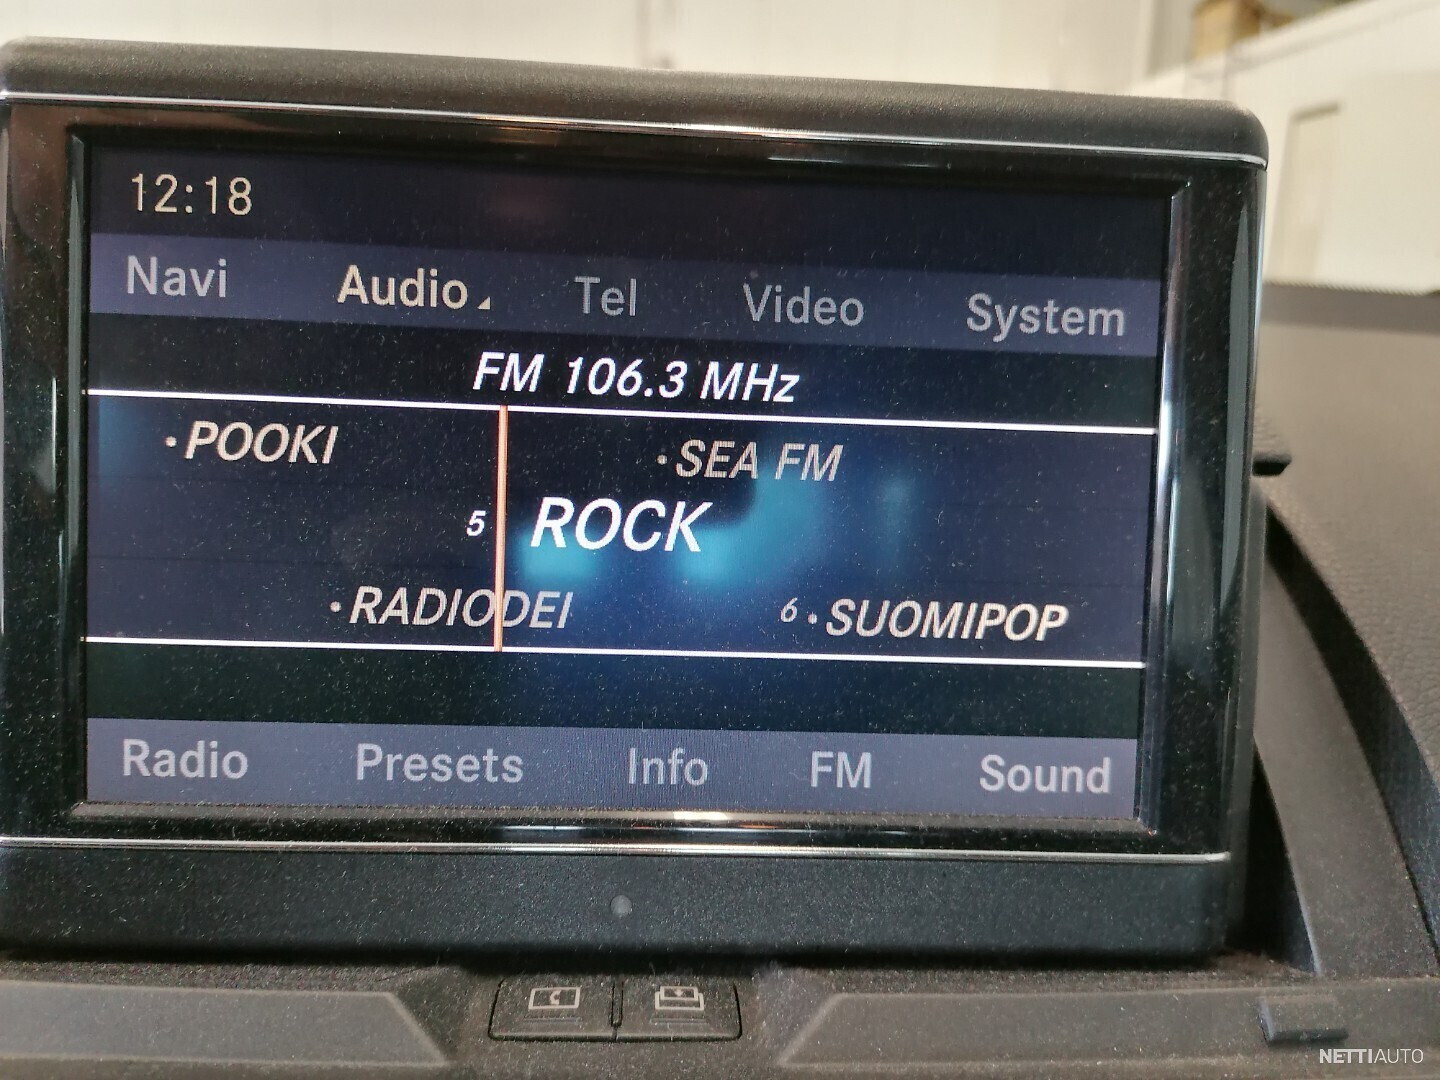 12:18
Navi Audio Tel Video System
FM 106.3 MHz
·POOKI ·SEA FM
5 ROCK
·RADIODEI 6·SUOMIPOP
Radio Presets Info FM Sound
NETTIAUTO